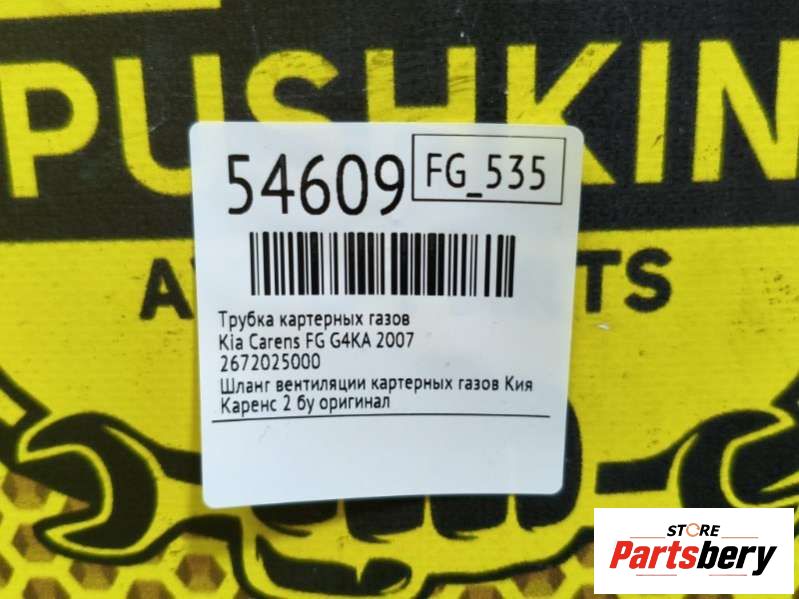 PUSHKIN
54609
FG_535
Трубка картерных газов
Kia Carens FG G4KA 2007
2672025000
Шланг вентиляции картерных газов Кия
Каренс 2 бу оригинал
STORE
Partsbery